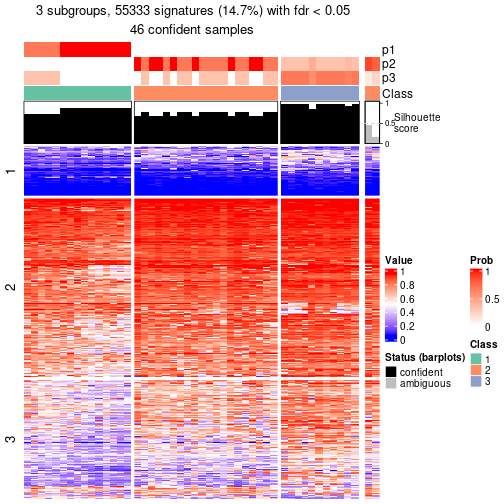 3 subgroups, 55333 signatures (14.7%) with fdr < 0.05
46 confident samples
p1
p2
p3
Class
1
0.5
0
Silhouette
score
1
2
3
Value
1
0.8
0.6
0.4
0.2
0
Prob
1
0.5
0
Status (barplots)
confident
ambiguous
Class
1
2
3